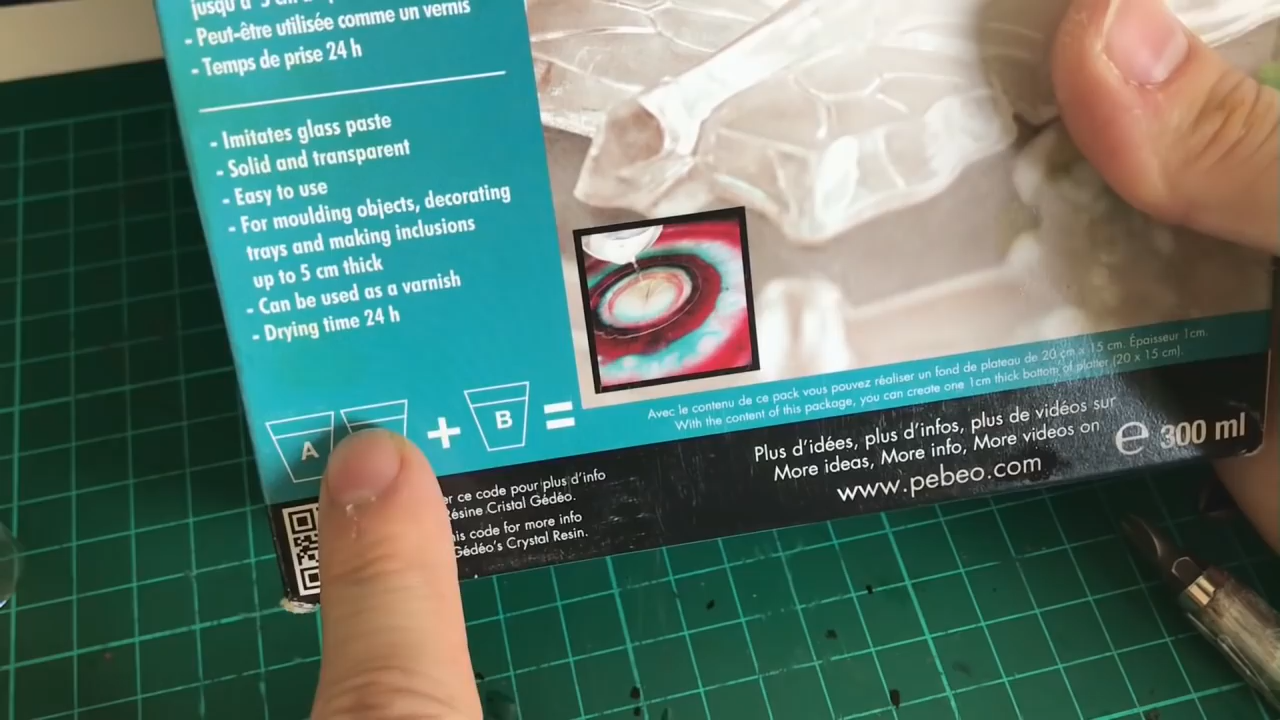 - Peut-être utilisée comme un vernis
- Temps de prise 24 h
- Imitates glass paste
- Solid and transparent
- Easy to use
- For moulding objects, decorating
trays and making inclusions
up to 5 cm thick
- Can be used as a varnish
- Drying time 24 h
A + B =
Avec le contenu de ce pack vous pouvez réaliser un fond de plateau de 20 cm x 15 cm. Épaisseur 1cm.
With the content of this package, you can create one 1cm thick bottom of platter (20 x 15 cm).
ce code pour plus d'info
Résine Cristal Gédéo.
code for more info
Gédéo's Crystal Resin.
Plus d'idées, plus d'infos, plus de vidéos sur
More ideas, More info, More videos on
www.pebeo.com
e 300 ml